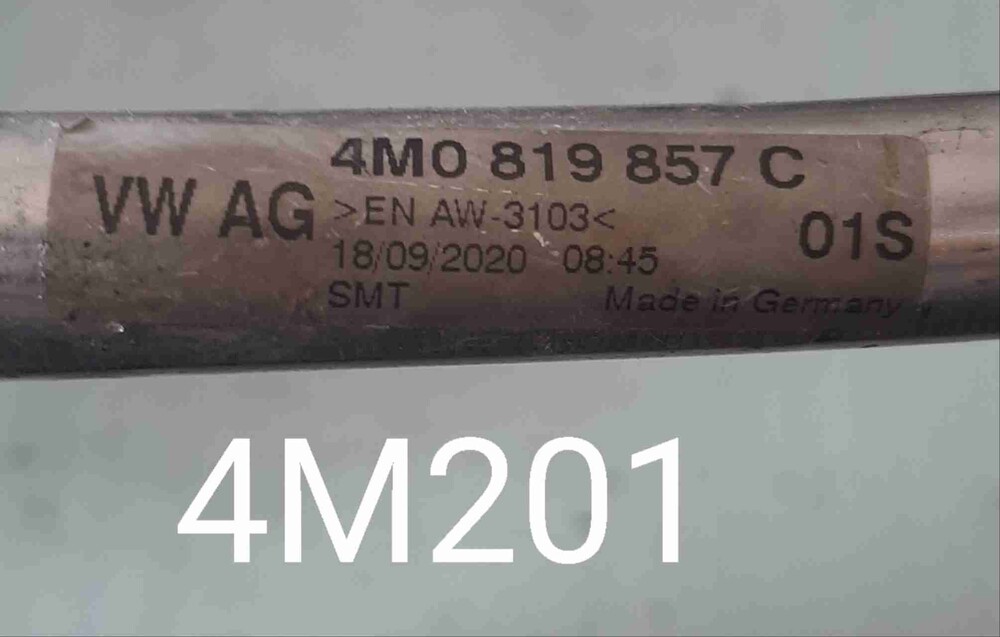 4M0 819 857 C
VW AG >EN AW-3103< 01S
18/09/2020 08:45
SMT Made in Germany
4M201